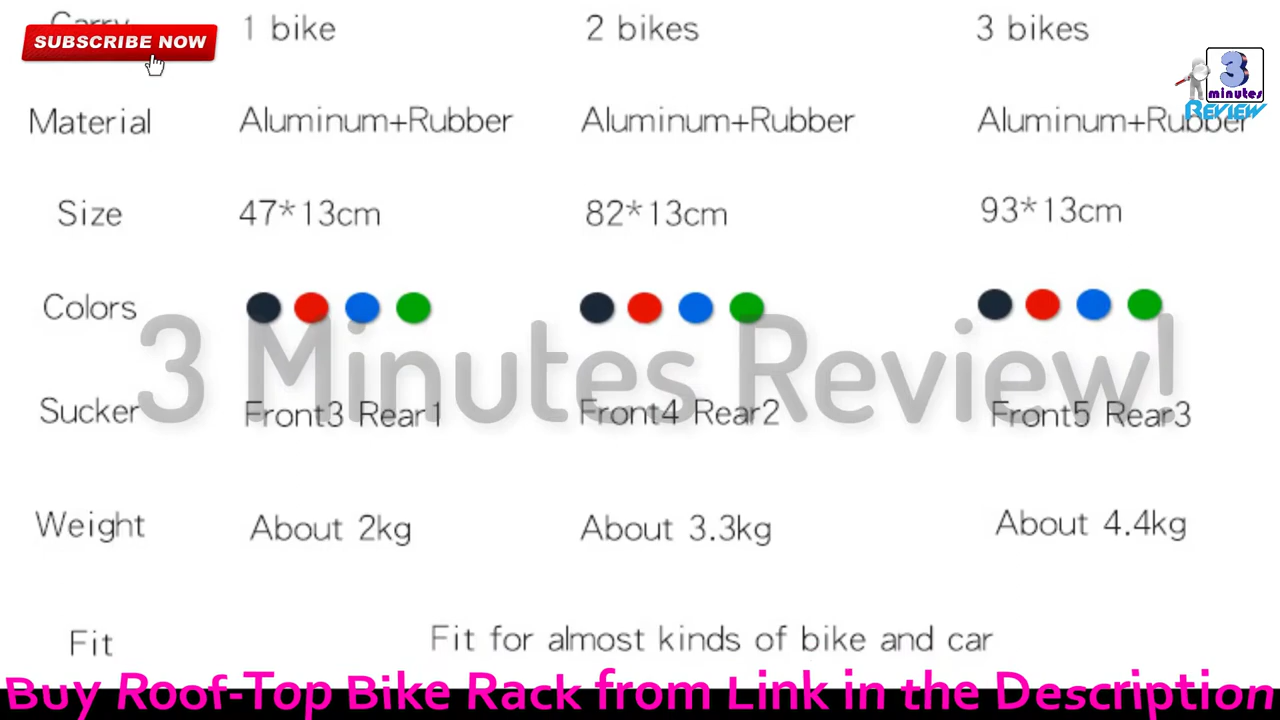 Carry 1 bike 2 bikes 3 bikes
SUBSCRIBE NOW
3 minutes Review
Material Aluminum+Rubber Aluminum+Rubber Aluminum+Rubber
Size 47*13cm 82*13cm 93*13cm
Colors
3 Minutes Review!
Sucker Front3 Rear1 Front4 Rear2 Front5 Rear3
Weight About 2kg About 3.3kg About 4.4kg
Fit Fit for almost kinds of bike and car
Buy Roof-Top Bike Rack from Link in the Description